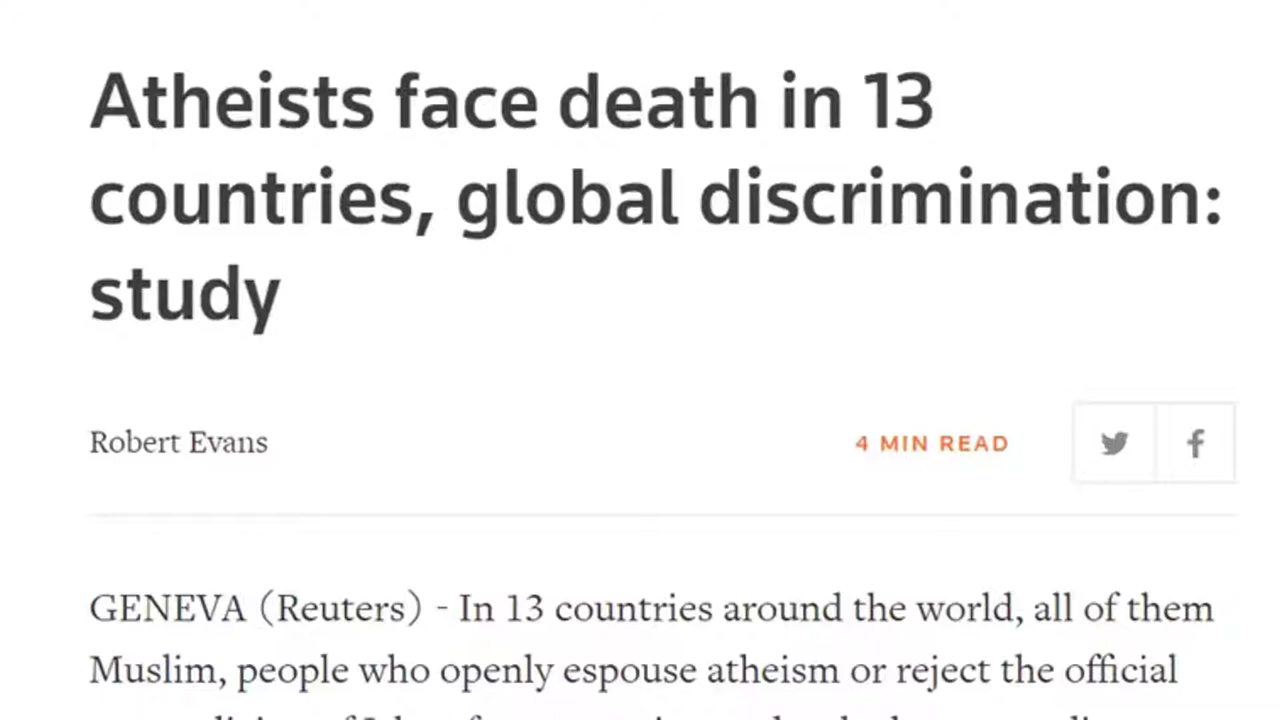 Atheists face death in 13
countries, global discrimination:
study
Robert Evans
4 MIN READ
GENEVA (Reuters) - In 13 countries around the world, all of them
Muslim, people who openly espouse atheism or reject the official